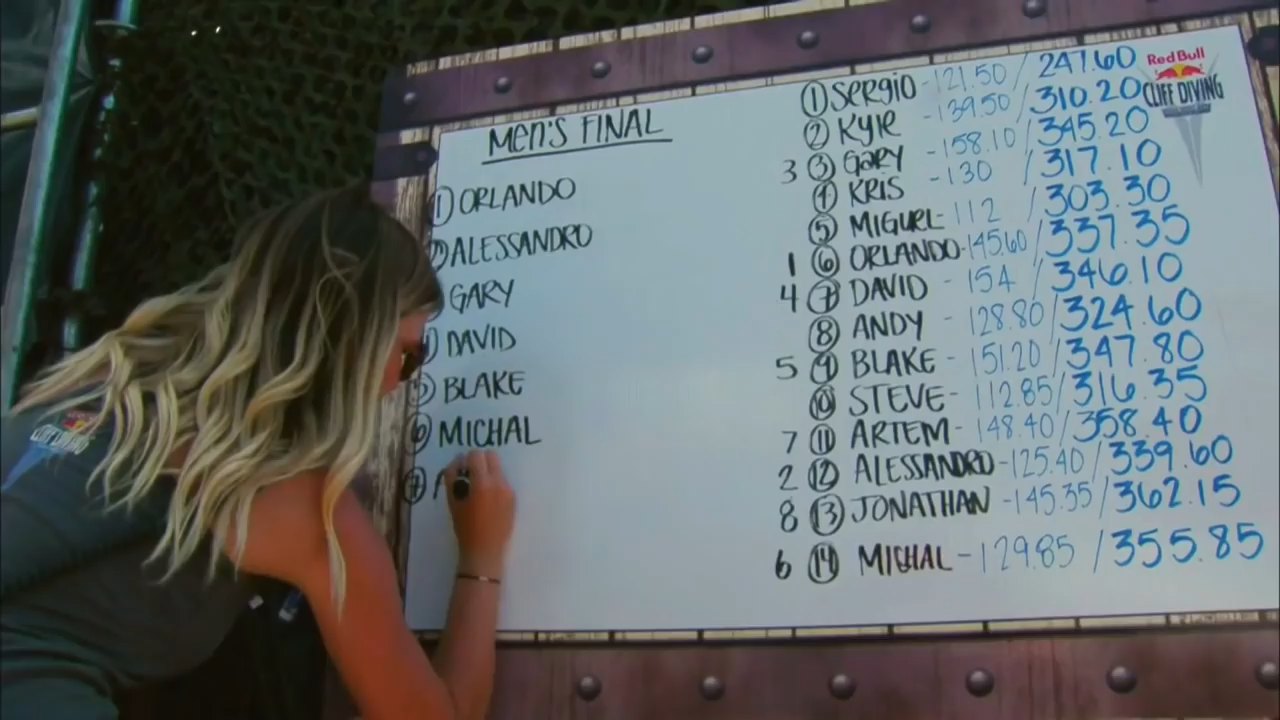 MEN'S FINAL
① ORLANDO
② ALESSANDRO
GARY
DAVID
⑤ BLAKE
⑥ MICHAL
⑦ A
① SERGIO - 121.50 / 247.60
② KYLE - 139.50 / 310.20
3 ③ GARY - 158.10 / 345.20
④ KRIS - 130 / 317.10
⑤ MIGUEL - 112 / 303.30
1 ⑥ ORLANDO - 145.60 / 337.35
4 ⑦ DAVID - 154 / 346.10
⑧ ANDY - 128.80 / 324.60
5 ⑨ BLAKE - 151.20 / 347.80
⑩ STEVE - 112.85 / 316.35
7 ⑪ ARTEM - 148.40 / 358.40
2 ⑫ ALESSANDRO - 125.40 / 339.60
8 ⑬ JONATHAN - 145.35 / 362.15
6 ⑭ MICHAL - 129.85 / 355.85
Red Bull
CLIFF DIVING